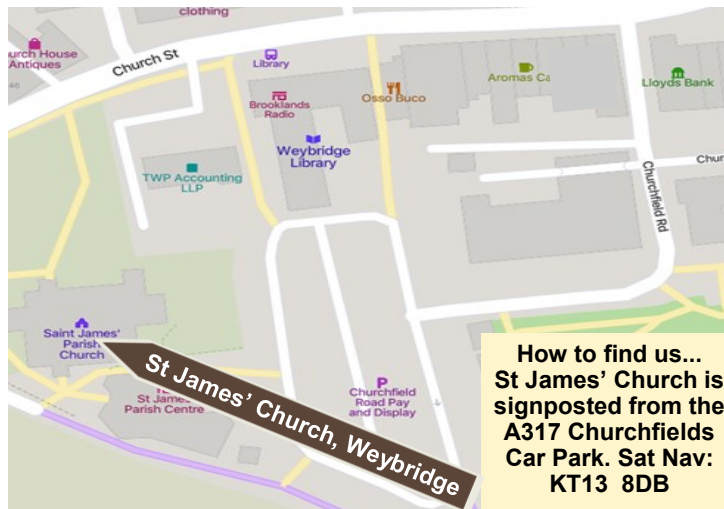 clothing
urch House
Antiques
46
Church St
Library
Brooklands
Radio
Osso Buco
Aromas Ca
Lloyds Bank
Weybridge
Library
TWP Accounting
LLP
Chur
Churchfield Rd
Saint James'
Parish
Church
St James'
Parish Centre
St James’ Church, Weybridge
P
Churchfield
Road Pay
and Display
How to find us...
St James’ Church is
signposted from the
A317 Churchfields
Car Park. Sat Nav:
KT13 8DB